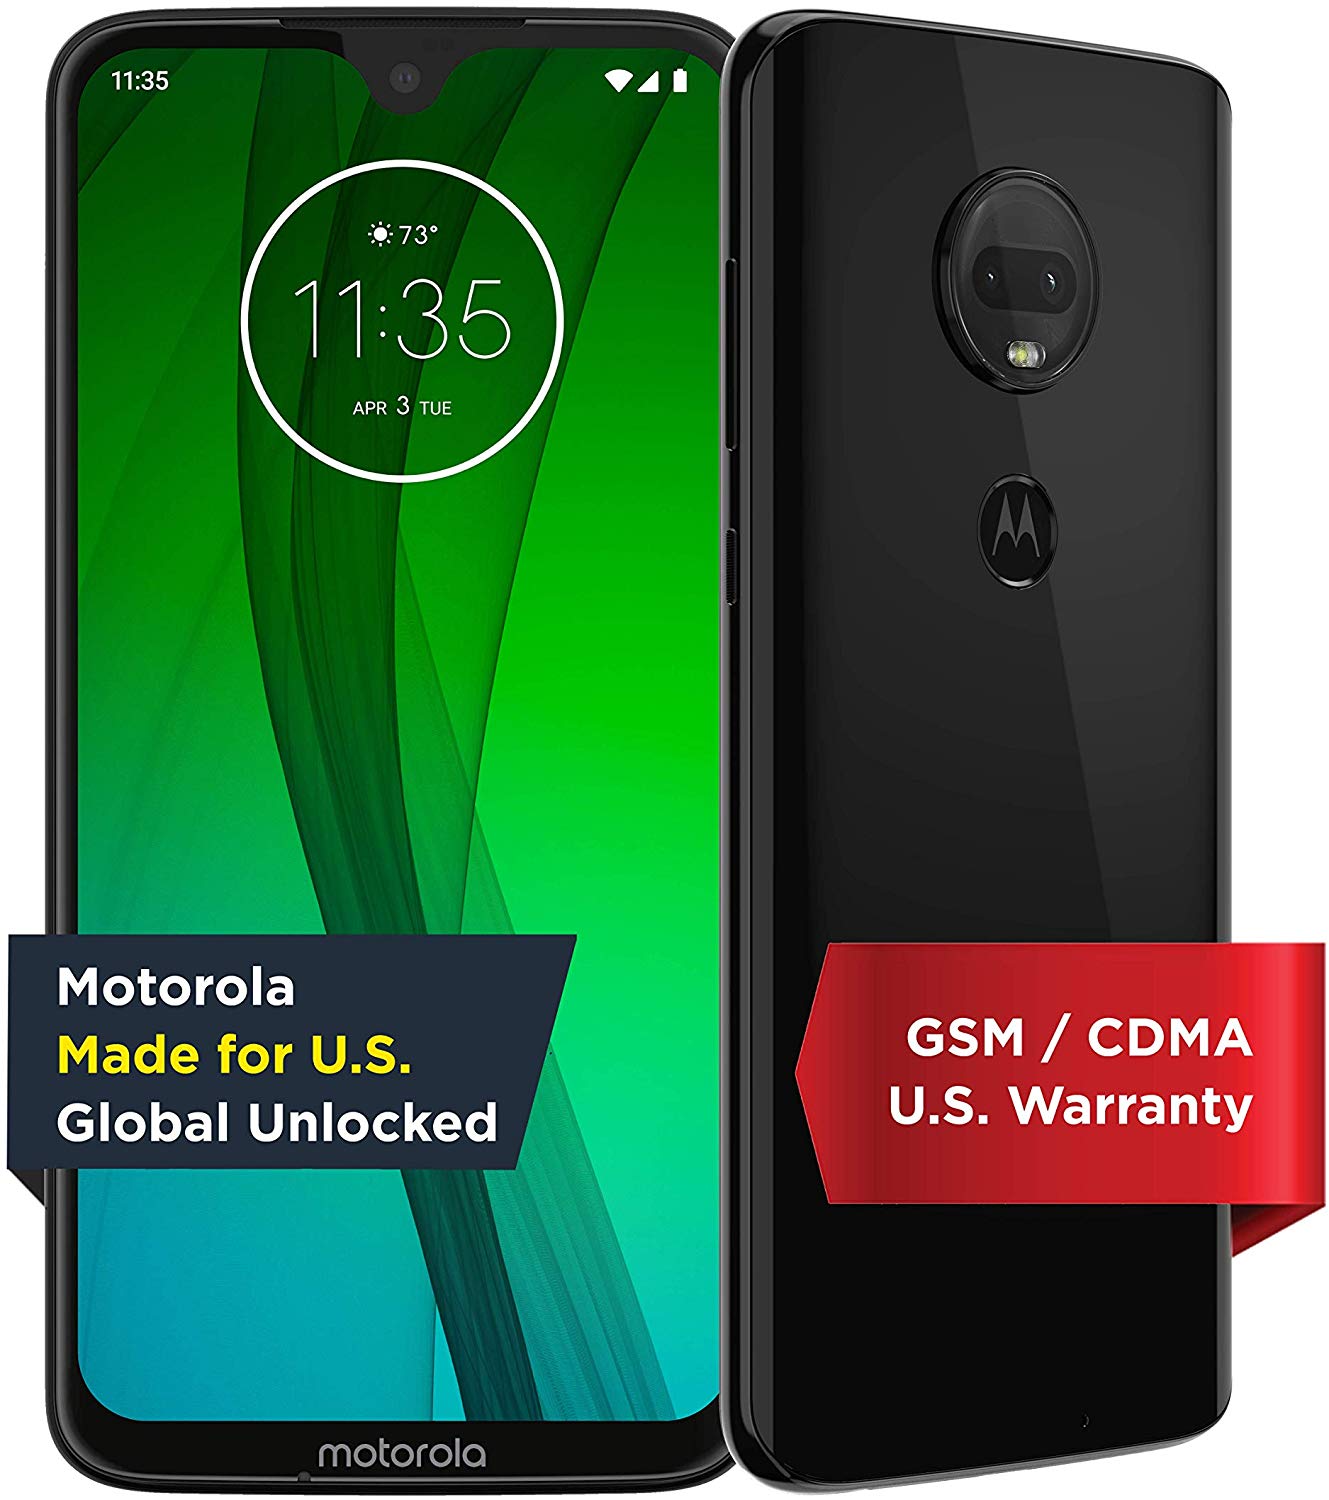 11:35
73°
11:35
APR 3 TUE
Motorola
Made for U.S.
Global Unlocked
GSM / CDMA
U.S. Warranty
motorola